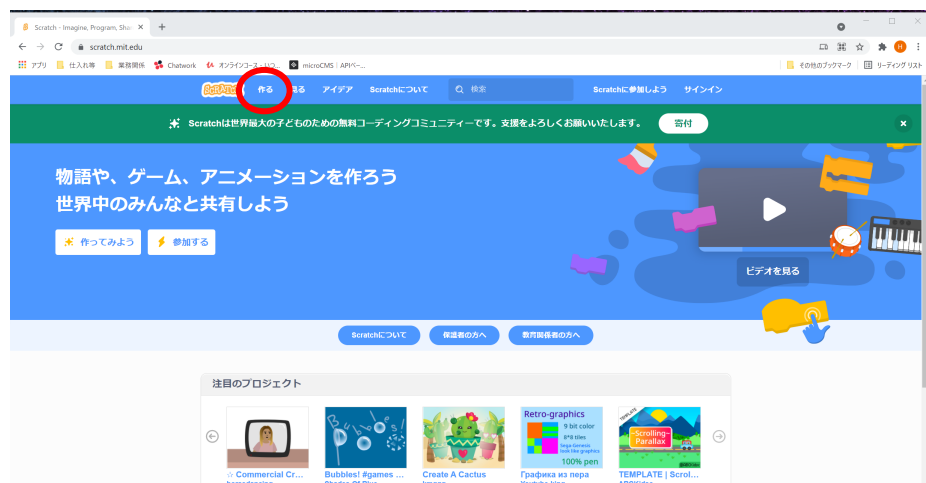 Scratch - Imagine, Program, Shar
scratch.mit.edu
アプリ 仕入れ等 業務関係 Chatwork オンラインコース - いつ... microCMS | APIベー... その他のブックマーク リーディング リスト
SCRATCH 作る 見る アイデア Scratchについて 検索 Scratchに参加しよう サインイン
Scratchは世界最大の子どものための無料コーディングコミュニティーです。支援をよろしくお願いいたします。 寄付
物語や、ゲーム、アニメーションを作ろう
世界中のみんなと共有しよう
作ってみよう 参加する
ビデオを見る
Scratchについて 保護者の方へ 教育関係者の方へ
注目のプロジェクト
Bubbles
Retro-graphics
9 bit color
8*8 tiles
Sega Genesis
look like graphics
100% pen
TEMPLATE
~Scrolling~
Parallax
☆ Commercial Cr...
Bubbles! #games ...
Create A Cactus
Графика из пера
TEMPLATE | Scrol...